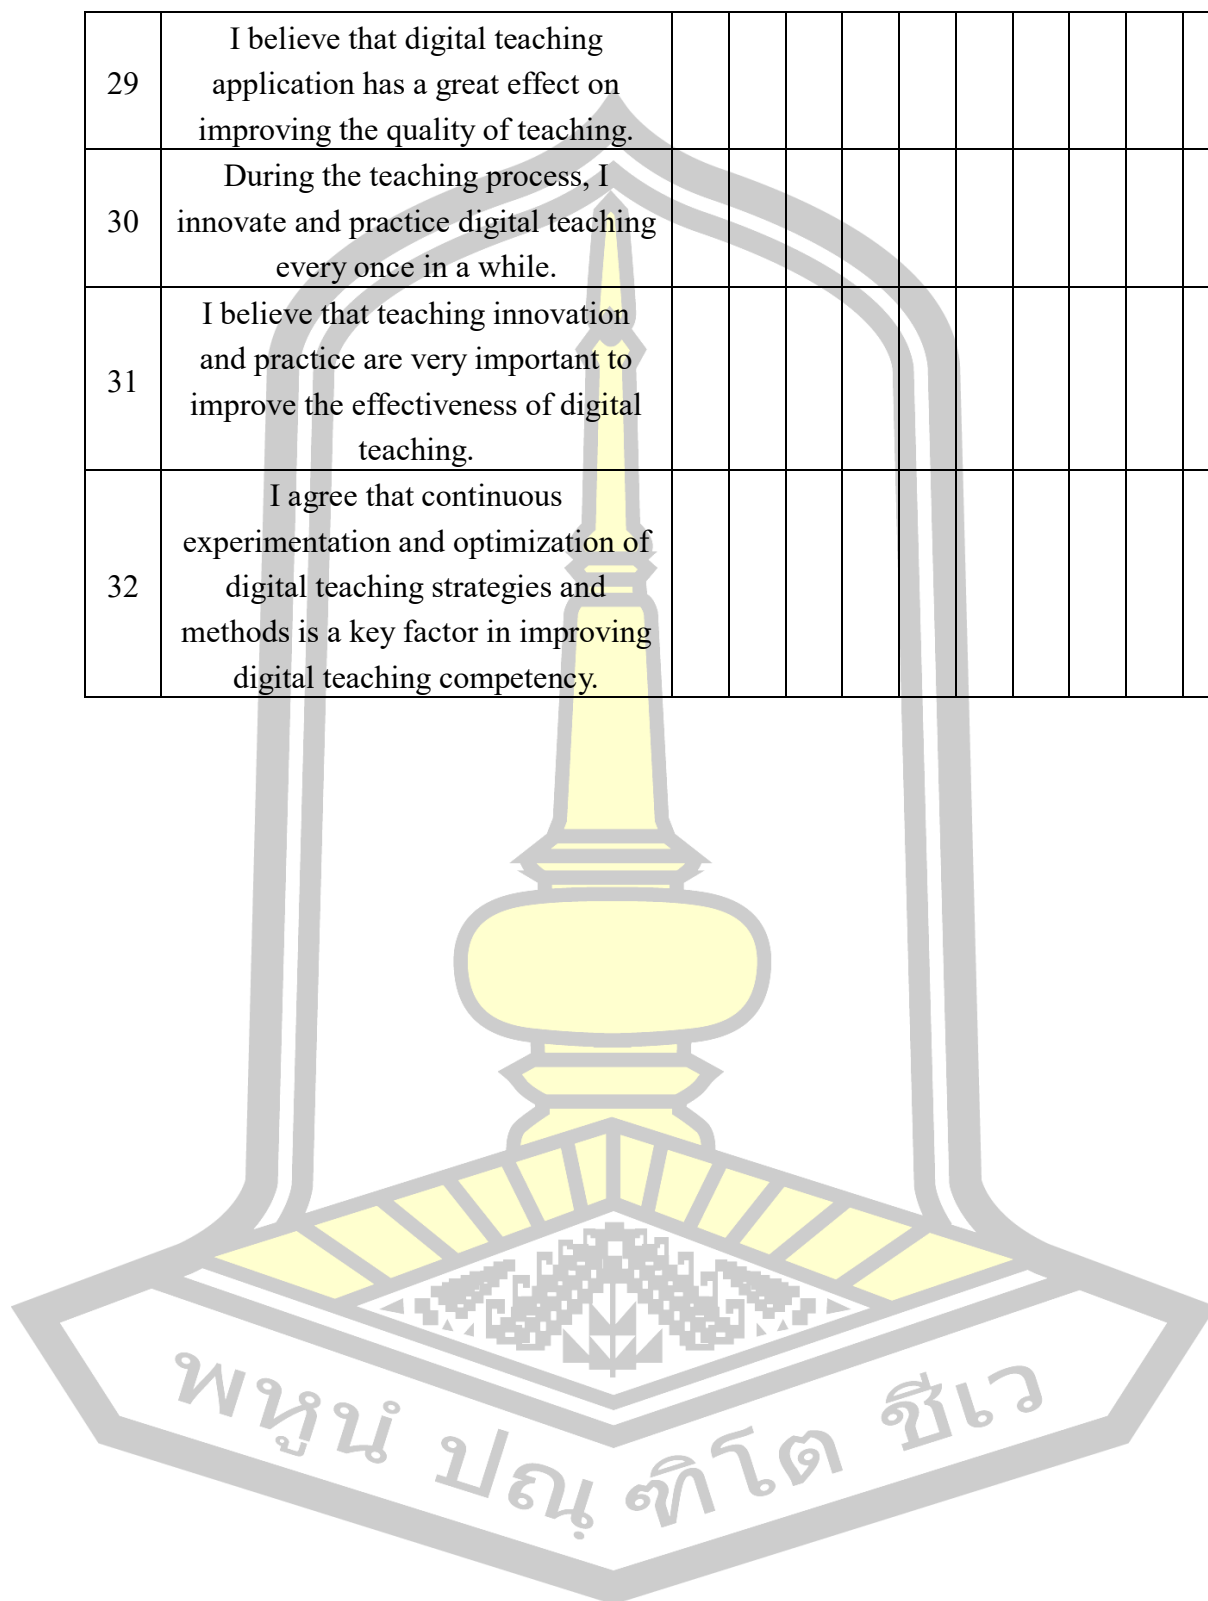 29
I believe that digital teaching
application has a great effect on
improving the quality of teaching.
30
During the teaching process, I
innovate and practice digital teaching
every once in a while.
31
I believe that teaching innovation
and practice are very important to
improve the effectiveness of digital
teaching.
32
I agree that continuous
experimentation and optimization of
digital teaching strategies and
methods is a key factor in improving
digital teaching competency.
พหูนํ ปณฺฑิโต ชีเว